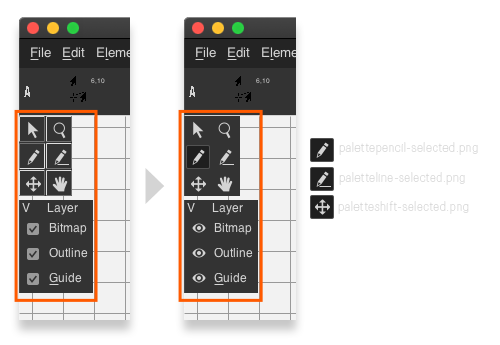 File Edit Eleme
6,10
A
V Layer
Bitmap
Outline
Guide
File Edit Eleme
6,10
A
V Layer
Bitmap
Outline
Guide
palettepencil-selected.png
paletteline-selected.png
paletteshift-selected.png